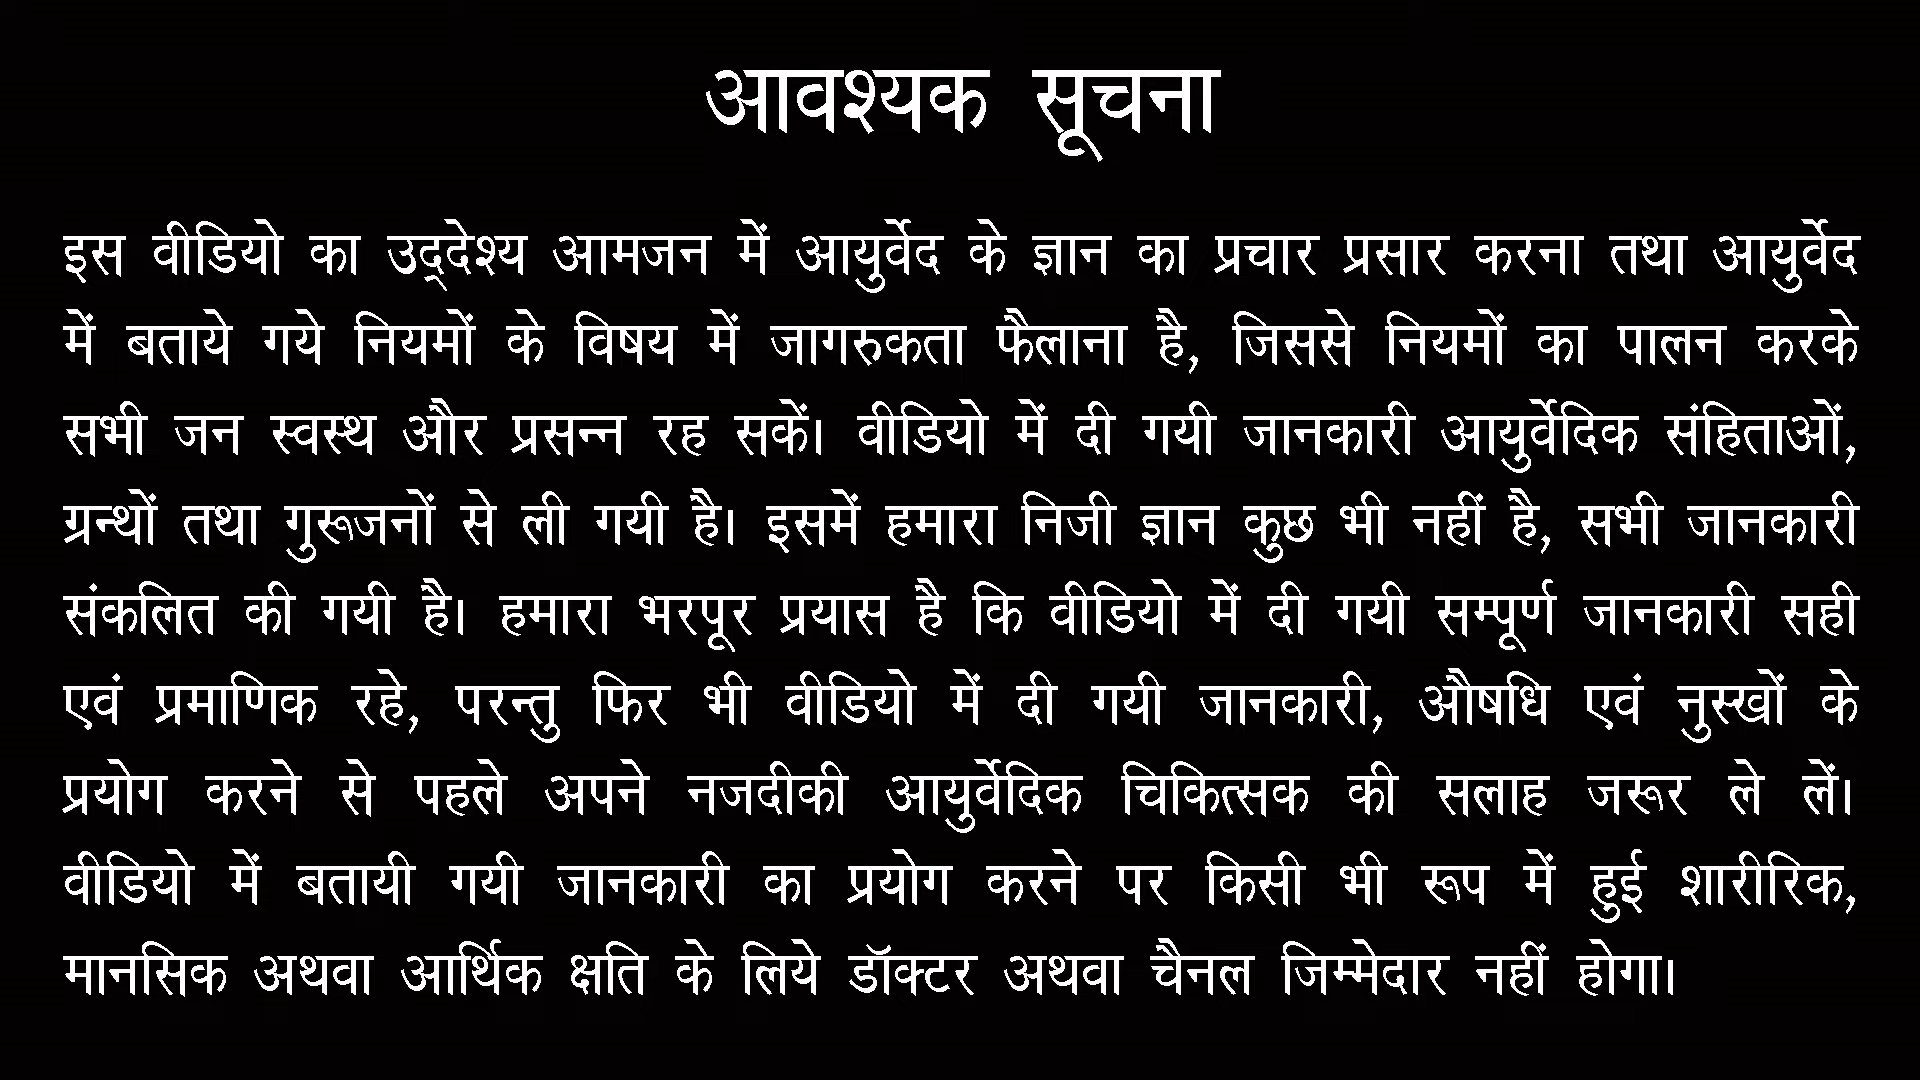 आवश्यक सूचना
इस वीडियो का उद्देश्य आमजन में आयुर्वेद के ज्ञान का प्रचार प्रसार करना तथा आयुर्वेद
में बताये गये नियमों के विषय में जागरुकता फैलाना है, जिससे नियमों का पालन करके
सभी जन स्वस्थ और प्रसन्न रह सकें। वीडियो में दी गयी जानकारी आयुर्वेदिक संहिताओं,
ग्रन्थों तथा गुरूजनों से ली गयी है। इसमें हमारा निजी ज्ञान कुछ भी नहीं है, सभी जानकारी
संकलित की गयी है। हमारा भरपूर प्रयास है कि वीडियो में दी गयी सम्पूर्ण जानकारी सही
एवं प्रमाणिक रहे, परन्तु फिर भी वीडियो में दी गयी जानकारी, औषधि एवं नुस्खों के
प्रयोग करने से पहले अपने नजदीकी आयुर्वेदिक चिकित्सक की सलाह जरूर ले लें।
वीडियो में बतायी गयी जानकारी का प्रयोग करने पर किसी भी रूप में हुई शारीरिक,
मानसिक अथवा आर्थिक क्षति के लिये डॉक्टर अथवा चैनल जिम्मेदार नहीं होगा।